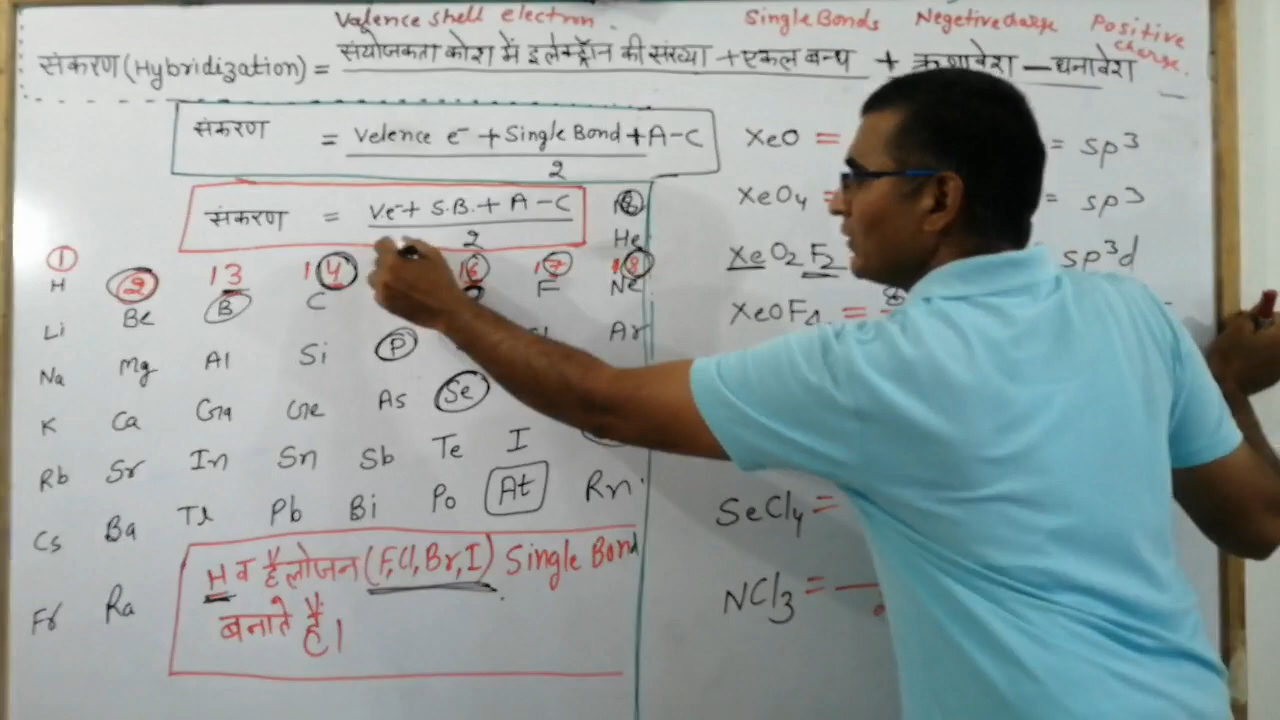 Valence shell electron. Single Bonds Negetive charge Positive charge.
संकरण (Hybridization) = संयोजकता कोश में इलेक्ट्रॉन की संख्या + एकल बन्ध + ऋणावेश − धनावेश
संकरण = Velence e⁻ + Single Bond + A − C
2
संकरण = Ve⁻ + S.B. + A − C
2
18
He
1 2 13 14 16 17 18
H Be B C F Ne
Li Mg Al Si P Ar
Na Ca Ga Ge As Se
K Sr In Sn Sb Te I
Rb Ba Tl Pb Bi Po At Rn
Cs Ra
Fr
H व हैलोजन (F, Cl, Br, I) Single Bond
बनाते हैं।
XeO = = sp³
XeO₄ = = sp³
XeO₂F₂ sp³d
XeOF₄ = 8
SeCl₄ =
NCl₃ =